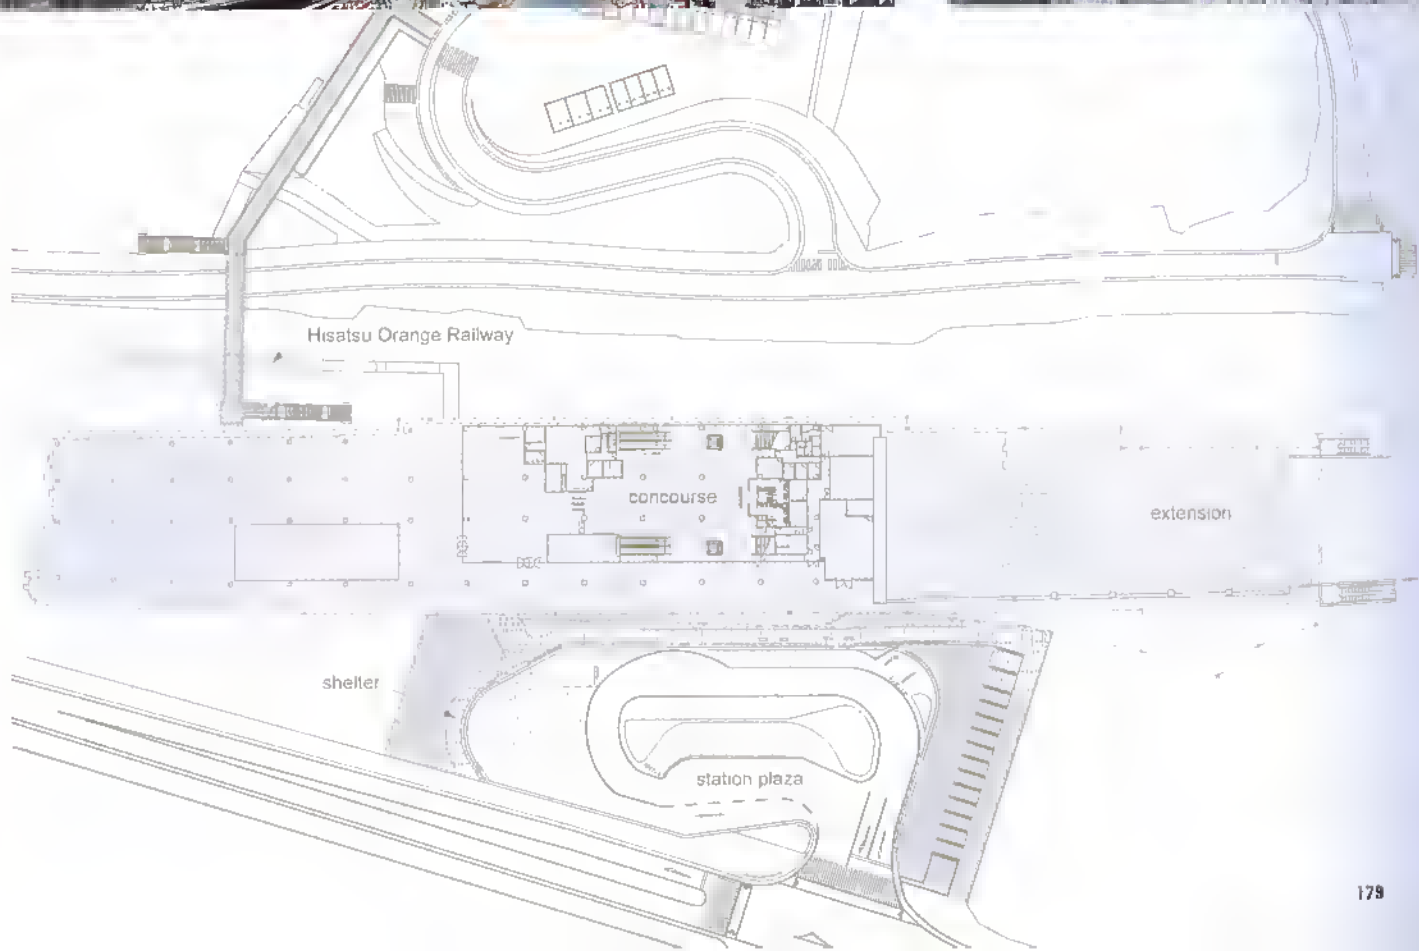 Hisatsu Orange Railway
concourse
extension
shelter
station plaza
179